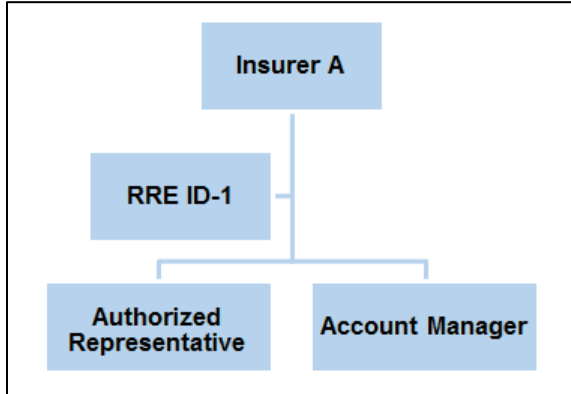 Insurer A
RRE ID-1
Authorized
Representative
Account Manager